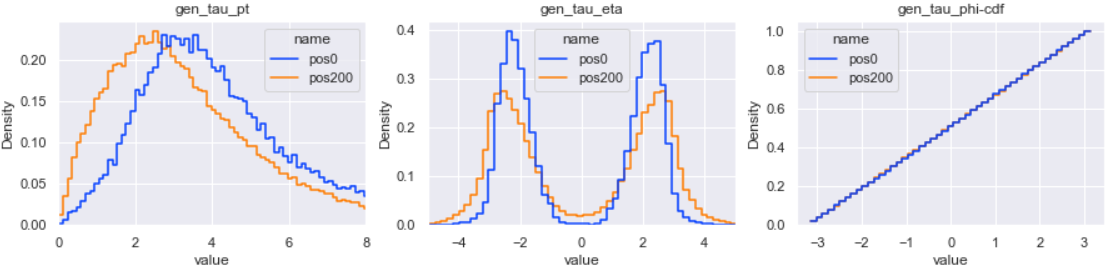 gen_tau_pt
Density
0.20
0.15
0.10
0.05
0.00
0 2 4 6 8
value
name
pos0
pos200
gen_tau_eta
Density
0.4
0.3
0.2
0.1
0.0
−4 −2 0 2 4
value
name
pos0
pos200
gen_tau_phi-cdf
Density
1.0
0.8
0.6
0.4
0.2
0.0
−3 −2 −1 0 1 2 3
value
name
pos0
pos200